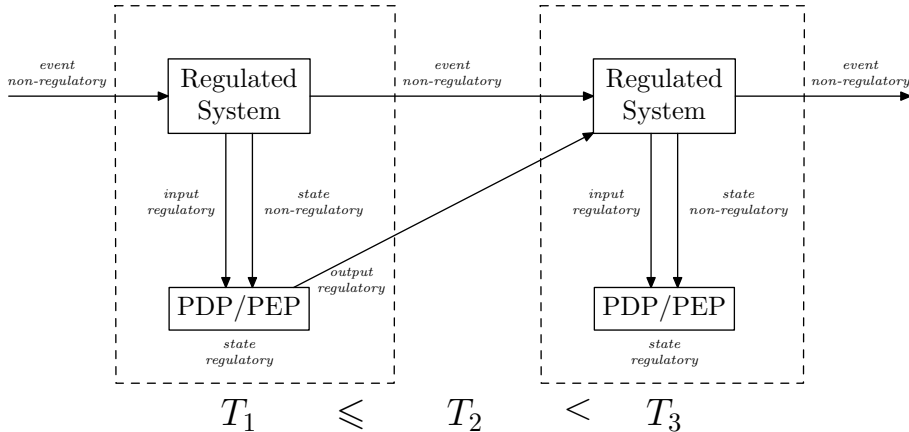 event
non-regulatory
Regulated
System
event
non-regulatory
Regulated
System
event
non-regulatory
input
regulatory
state
non-regulatory
input
regulatory
state
non-regulatory
output
regulatory
PDP/PEP
PDP/PEP
state
regulatory
state
regulatory
T₁ ⩽ T₂ < T₃